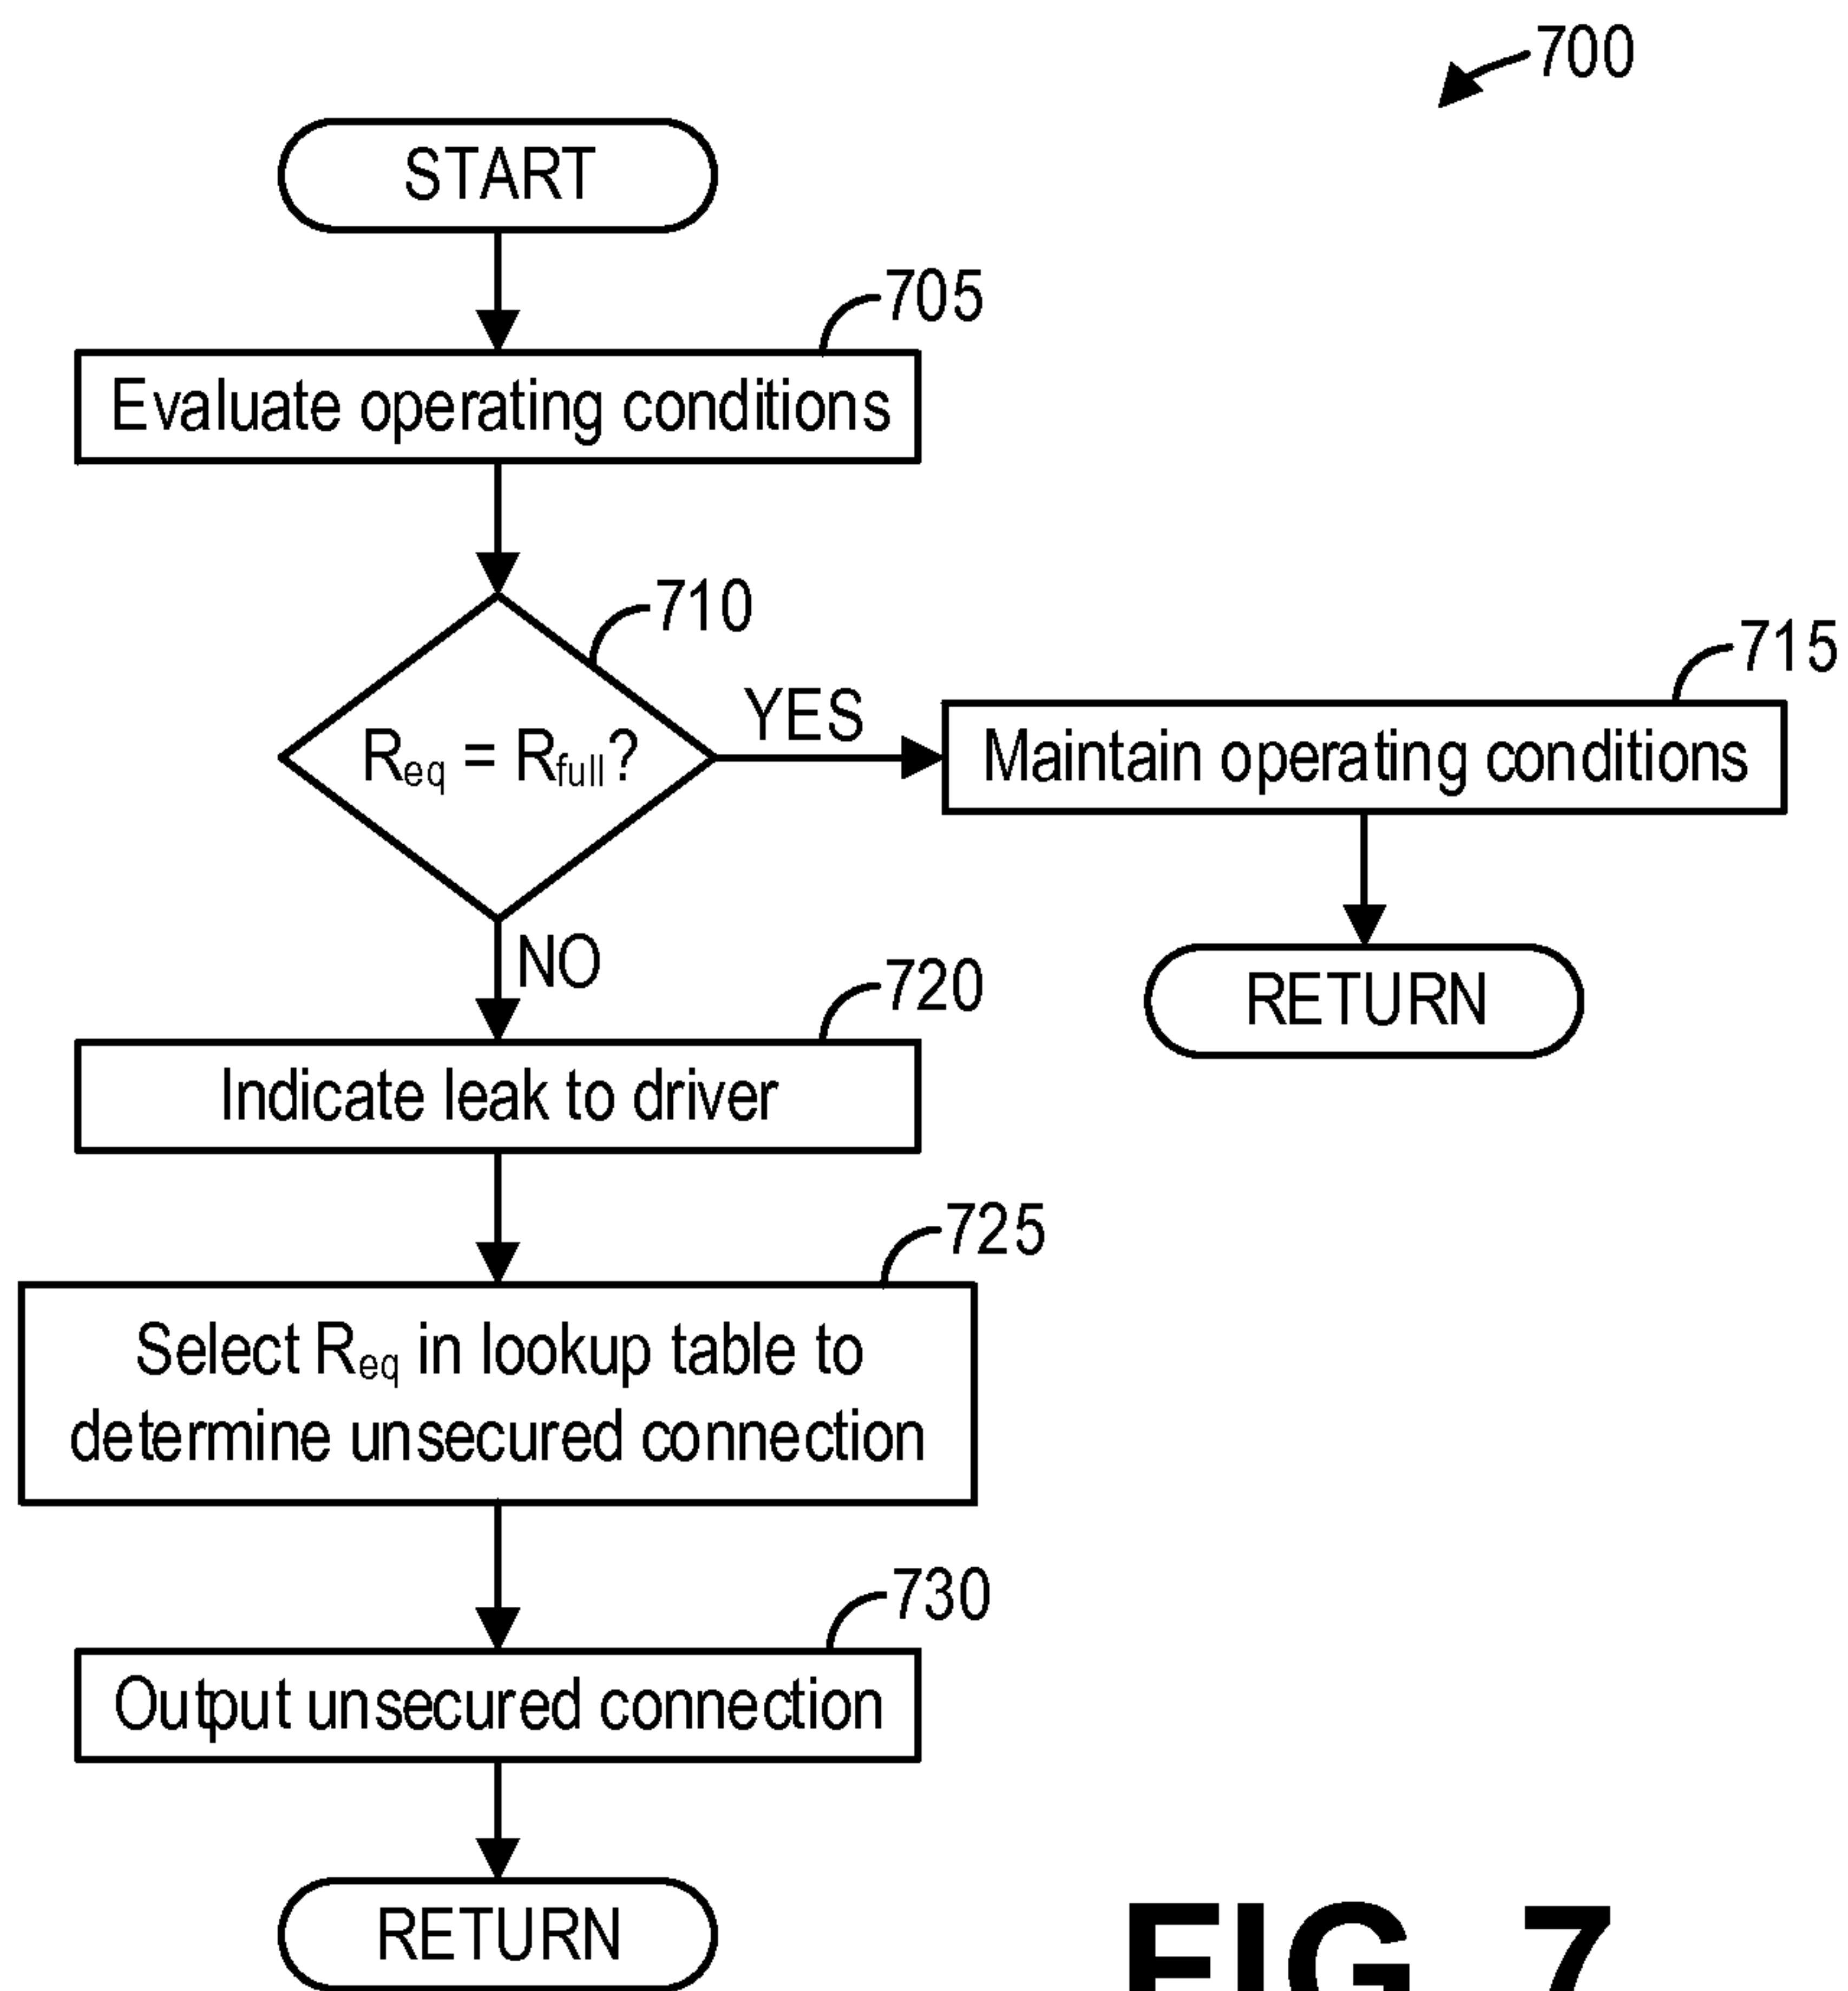 700
START
705
Evaluate operating conditions
710
Req = Rfull?
YES
715
Maintain operating conditions
RETURN
NO
720
Indicate leak to driver
725
Select Req in lookup table to
determine unsecured connection
730
Output unsecured connection
RETURN
FIG. 7